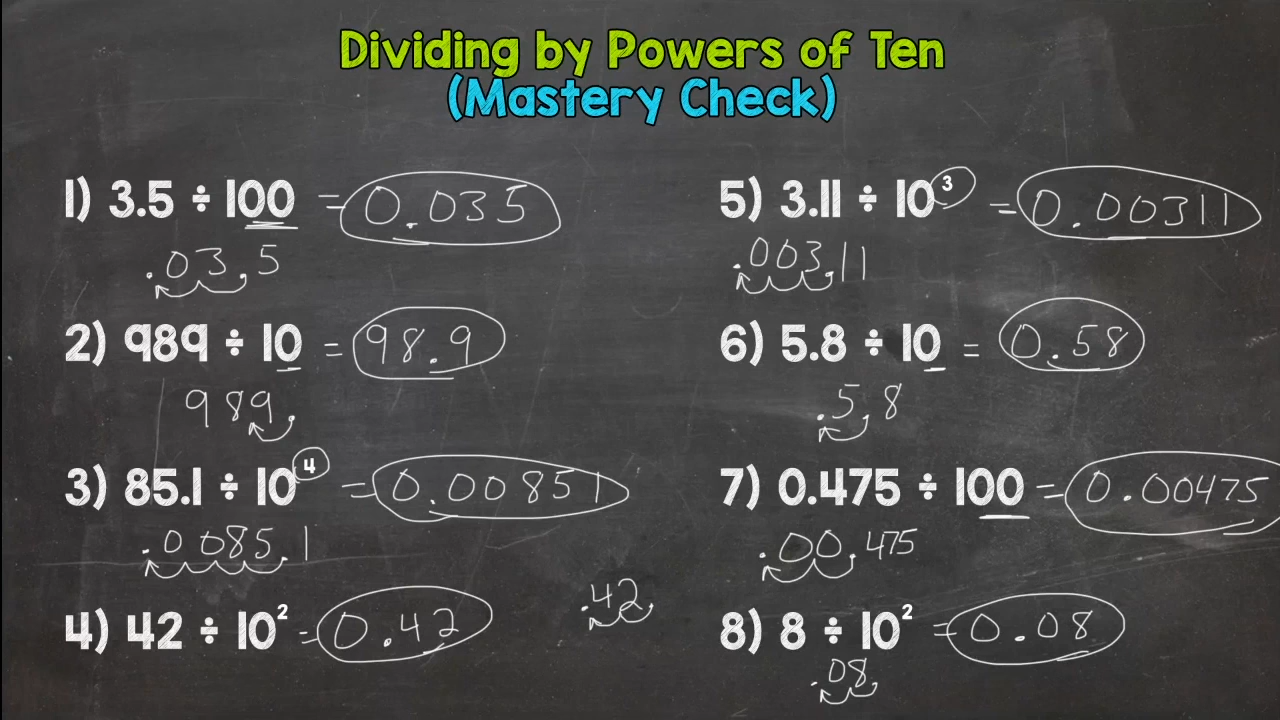 Dividing by Powers of Ten
(Mastery Check)
1) 3.5 ÷ 100 = 0.035
.03.5
2) 989 ÷ 10 = 98.9
989.
3) 85.1 ÷ 10⁴ = 0.00851
.0085.1
4) 42 ÷ 10² = 0.42
.42
5) 3.11 ÷ 10³ = 0.00311
.003.11
6) 5.8 ÷ 10 = 0.58
.5.8
7) 0.475 ÷ 100 = 0.00475
.00.475
8) 8 ÷ 10² = 0.08
.08